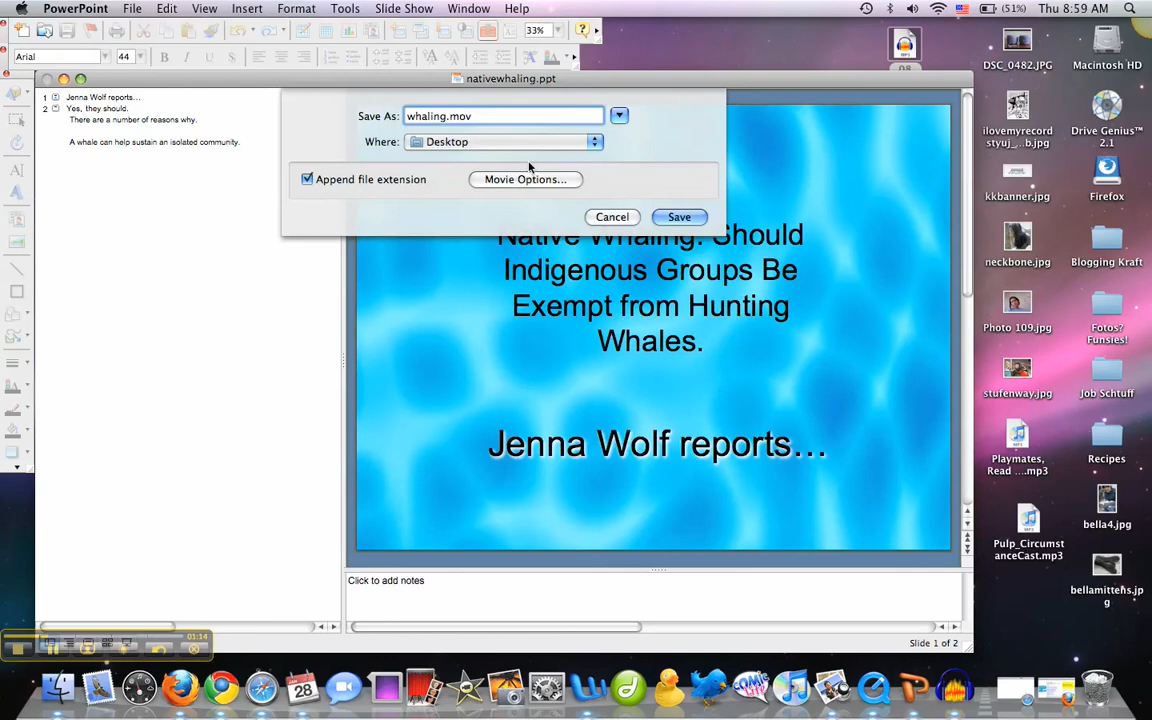 PowerPoint File Edit View Insert Format Tools Slide Show Window Help
(51%) Thu 8:59 AM
33%
Arial 44
nativewhaling.ppt
1 Jenna Wolf reports…
2 Yes, they should.
There are a number of reasons why.
A whale can help sustain an isolated community.
Save As: whaling.mov
Where: Desktop
Append file extension
Movie Options...
Cancel
Save
Native Whaling: Should
Indigenous Groups Be
Exempt from Hunting
Whales.
Jenna Wolf reports…
Click to add notes
Slide 1 of 2
01:14
DSC_0482.JPG
Macintosh HD
ilovemyrecord
styuj_...b.jpg
Drive Genius™
2.1
kkbanner.jpg
Firefox
neckbone.jpg
Blogging Kraft
Photo 109.jpg
Fotos?
Funsies!
stufenway.jpg
Job Schtuff
Playmates,
Read ....mp3
Recipes
bella4.jpg
Pulp_Circumst
anceCast.mp3
bellamittens.jp
g
JAN
28
COMIC
LIFE